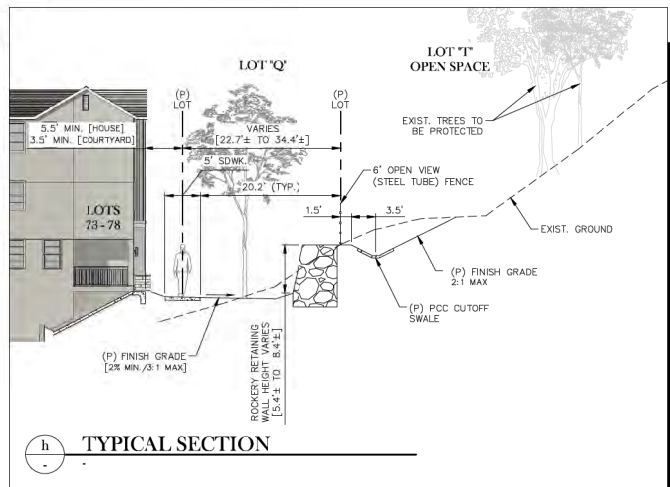 LOT "Q"
LOT "T"
OPEN SPACE
(P)
LOT
(P)
LOT
5.5' MIN. [HOUSE]
3.5' MIN. [COURTYARD]
VARIES
[22.7'± TO 34.4'±]
EXIST. TREES TO
BE PROTECTED
5' SDWK.
20.2' (TYP.)
6' OPEN VIEW
(STEEL TUBE) FENCE
1.5'
3.5'
LOTS
73 - 78
EXIST. GROUND
(P) FINISH GRADE
2:1 MAX
(P) PCC CUTOFF
SWALE
(P) FINISH GRADE
[2% MIN./3:1 MAX]
ROCKERY RETAINING
WALL HEIGHT VARIES
[5.4'± TO 8.4'±]
h
-
TYPICAL SECTION
-